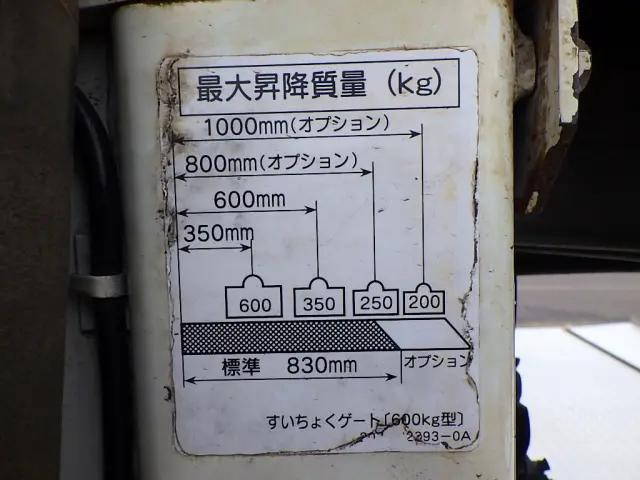 最大昇降質量 (kg)
1000mm(オプション)
800mm(オプション)
600mm
350mm
600 350 250 200
標準 830mm オプション
すいちょくゲート〔600kg型〕
2393-0A